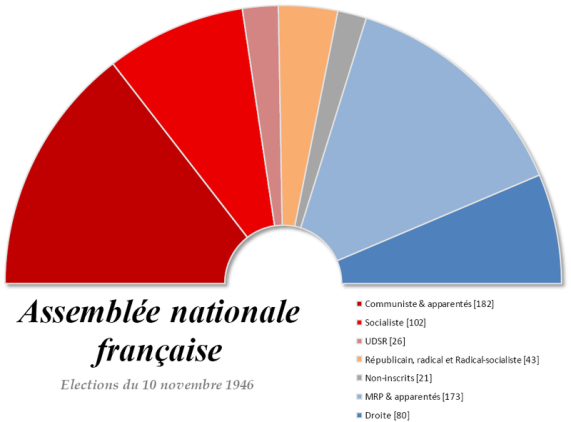 Assemblée nationale
française
Elections du 10 novembre 1946
Communiste & apparentés [182]
Socialiste [102]
UDSR [26]
Républicain, radical et Radical-socialiste [43]
Non-inscrits [21]
MRP & apparentés [173]
Droite [80]